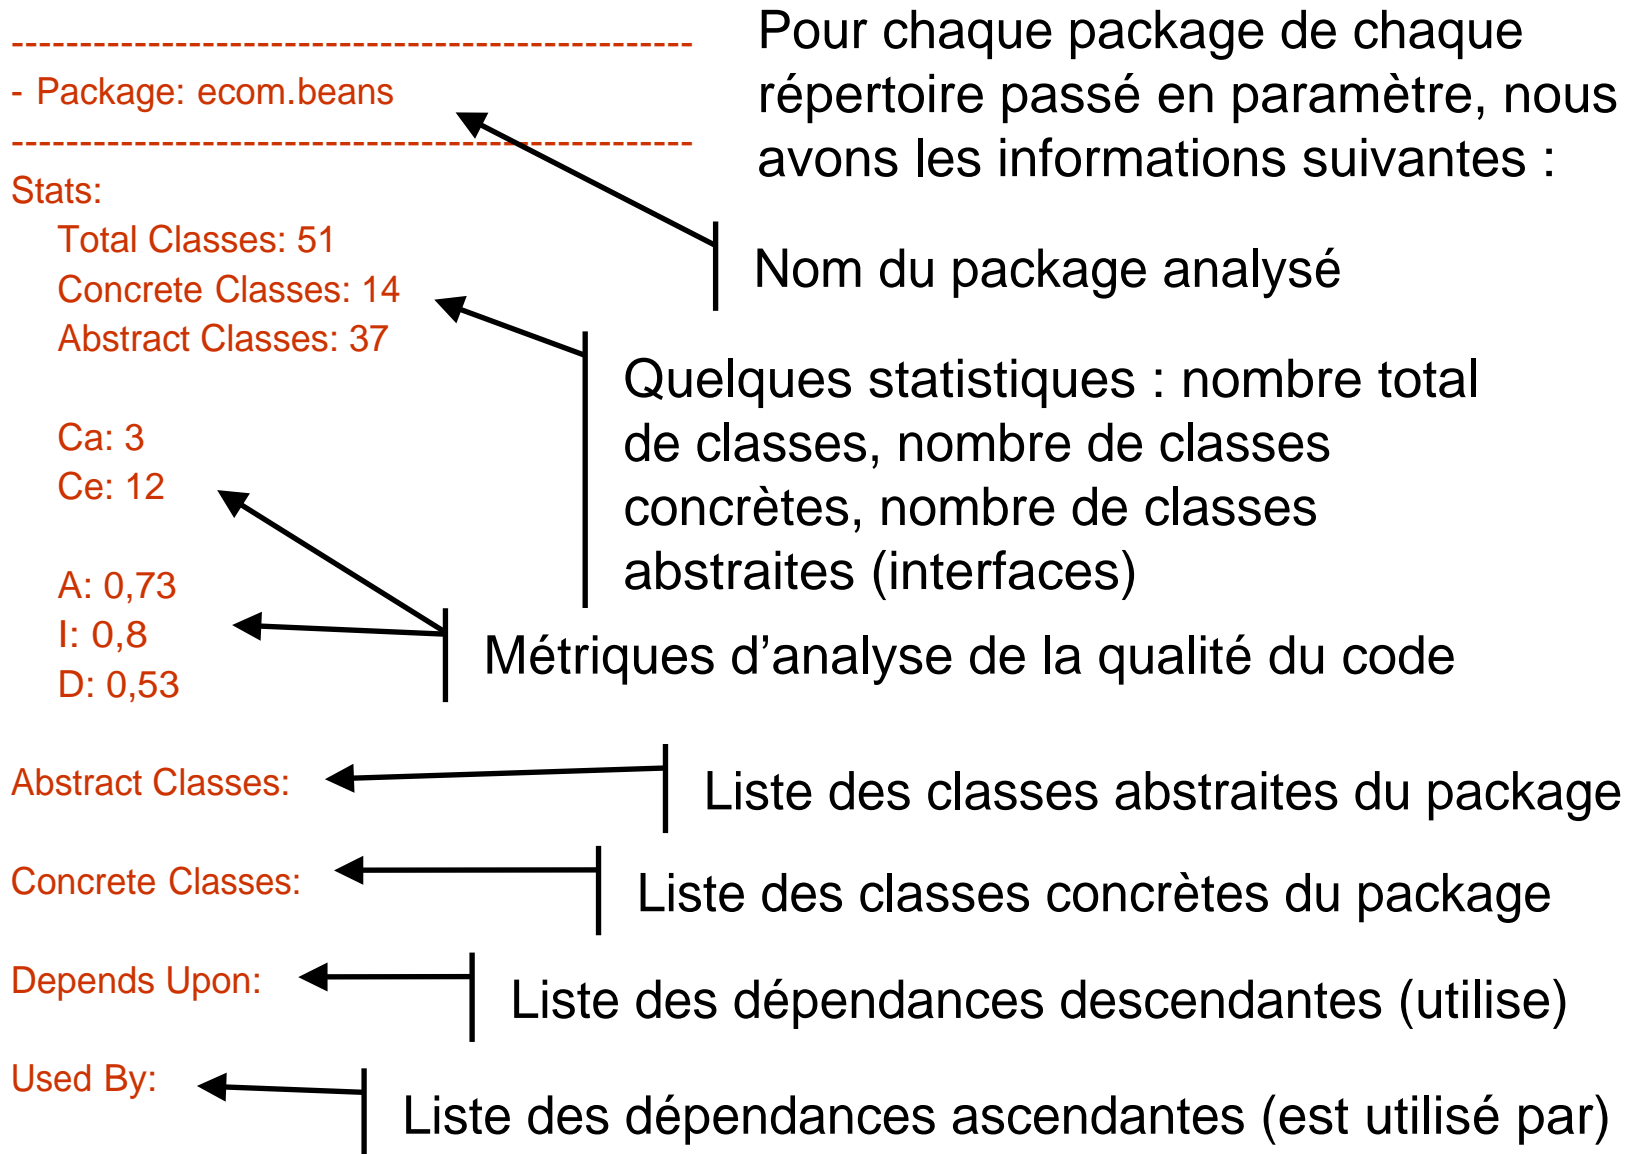 --------------------------------------------------
- Package: ecom.beans
--------------------------------------------------
Pour chaque package de chaque
répertoire passé en paramètre, nous
avons les informations suivantes :
Stats:
Total Classes: 51
Concrete Classes: 14
Abstract Classes: 37
Nom du package analysé
Quelques statistiques : nombre total
de classes, nombre de classes
concrètes, nombre de classes
abstraites (interfaces)
Ca: 3
Ce: 12
A: 0,73
I: 0,8
D: 0,53
Métriques d’analyse de la qualité du code
Abstract Classes:
Liste des classes abstraites du package
Concrete Classes:
Liste des classes concrètes du package
Depends Upon:
Liste des dépendances descendantes (utilise)
Used By:
Liste des dépendances ascendantes (est utilisé par)